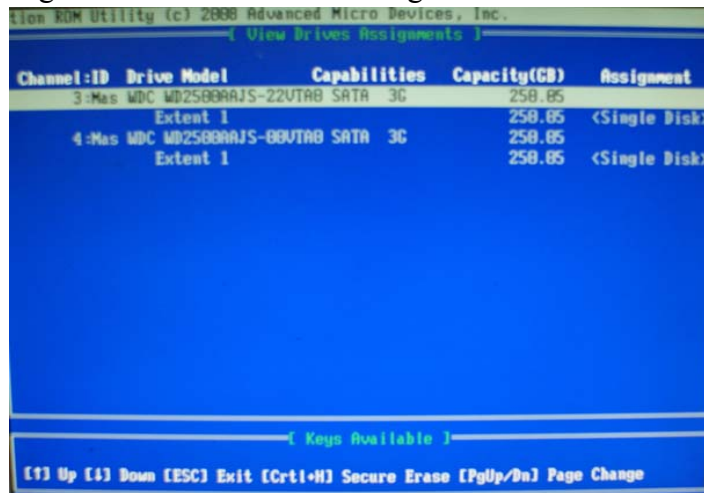 tion ROM Utility (c) 2008 Advanced Micro Devices, Inc.
[ View Drives Assignments ]
Channel:ID Drive Model Capabilities Capacity(GB) Assignment
3:Mas WDC WD2500AAJS-22VTA0 SATA 3G 250.05
Extent 1 250.05 <Single Disk>
4:Mas WDC WD2500AAJS-00VTA0 SATA 3G 250.05
Extent 1 250.05 <Single Disk>
[ Keys Available ]
[↑] Up [↓] Down [ESC] Exit [Crtl+H] Secure Erase [PgUp/Dn] Page Change